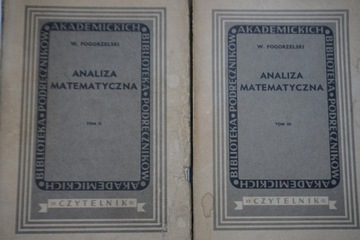 AKADEMICKICH
BIBLIOTEKA
PODRĘCZNIKÓW
W. POGORZELSKI
ANALIZA
MATEMATYCZNA
TOM II
BIBLIOTEKA
PODRĘCZNIKÓW
AKADEMICKICH
CZYTELNIK
AKADEMICKICH
BIBLIOTEKA
PODRĘCZNIKÓW
W. POGORZELSKI
ANALIZA
MATEMATYCZNA
TOM III
BIBLIOTEKA
PODRĘCZNIKÓW
AKADEMICKICH
CZYTELNIK